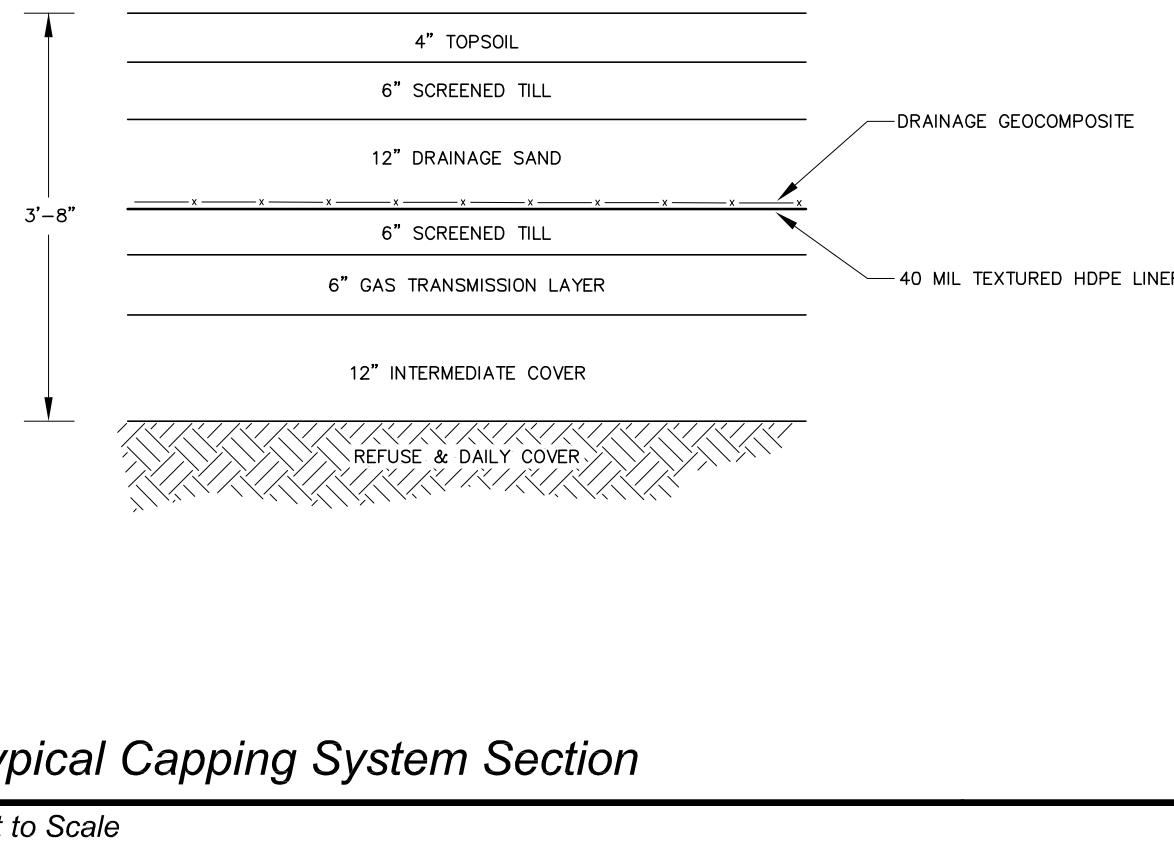 4” TOPSOIL
6” SCREENED TILL
DRAINAGE GEOCOMPOSITE
12” DRAINAGE SAND
x x x x x x x x x x
3’–8”
6” SCREENED TILL
40 MIL TEXTURED HDPE LINER
6” GAS TRANSMISSION LAYER
12” INTERMEDIATE COVER
REFUSE & DAILY COVER
ypical Capping System Section
t to Scale